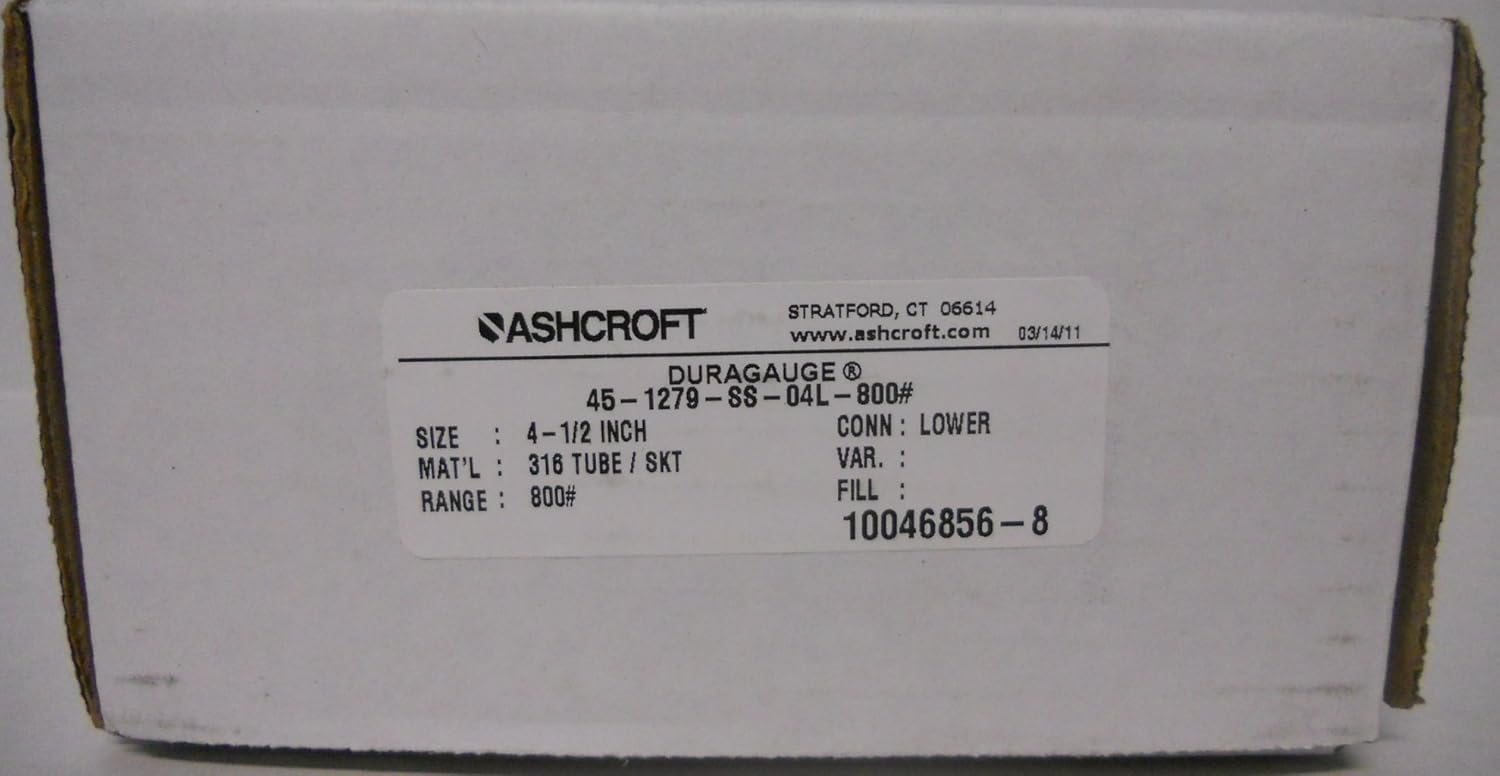 ASHCROFT
STRATFORD, CT 06614
www.ashcroft.com 03/14/11
DURAGAUGE ®
45-1279-SS-04L-800#
SIZE : 4-1/2 INCH CONN : LOWER
MAT'L : 316 TUBE / SKT VAR. :
RANGE : 800# FILL :
10046856-8